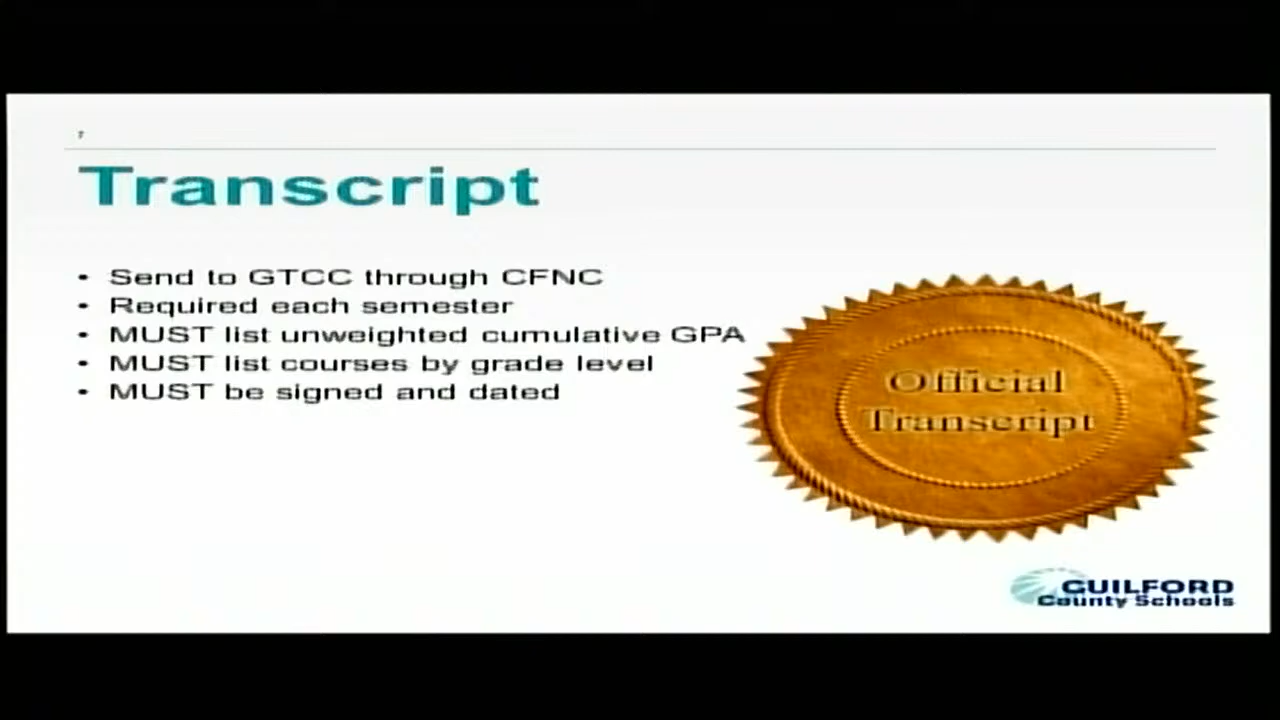 7
Transcript
• Send to GTCC through CFNC
• Required each semester
• MUST list unweighted cumulative GPA
• MUST list courses by grade level
• MUST be signed and dated
Official
Transcript
GUILFORD
County Schools